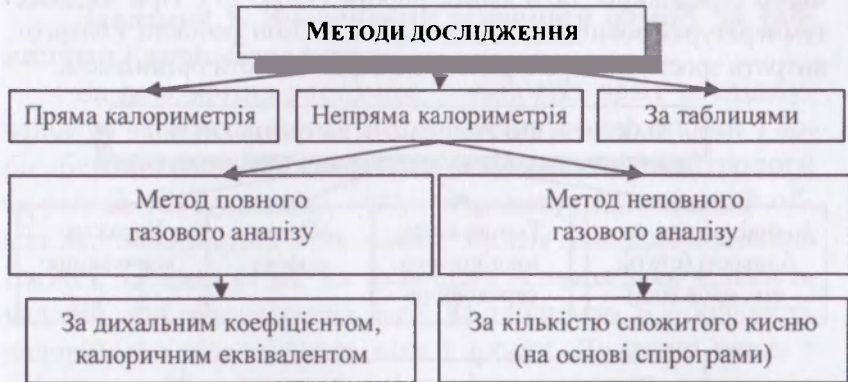 МЕТОДИ ДОСЛІДЖЕННЯ
Пряма калориметрія
Непряма калориметрія
За таблицями
Метод повного
газового аналізу
Метод неповного
газового аналізу
За дихальним коефіцієнтом,
калоричним еквівалентом
За кількістю спожитого кисню
(на основі спірограми)